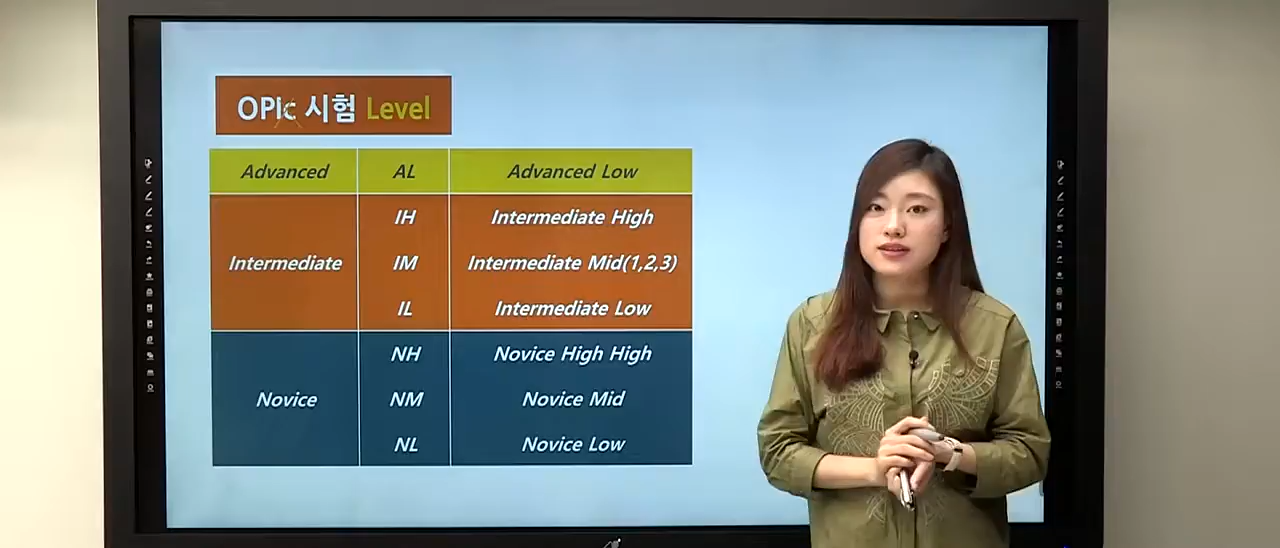 OPIc 시험 Level
Advanced AL Advanced Low
IH Intermediate High
Intermediate IM Intermediate Mid(1,2,3)
IL Intermediate Low
NH Novice High High
Novice NM Novice Mid
NL Novice Low